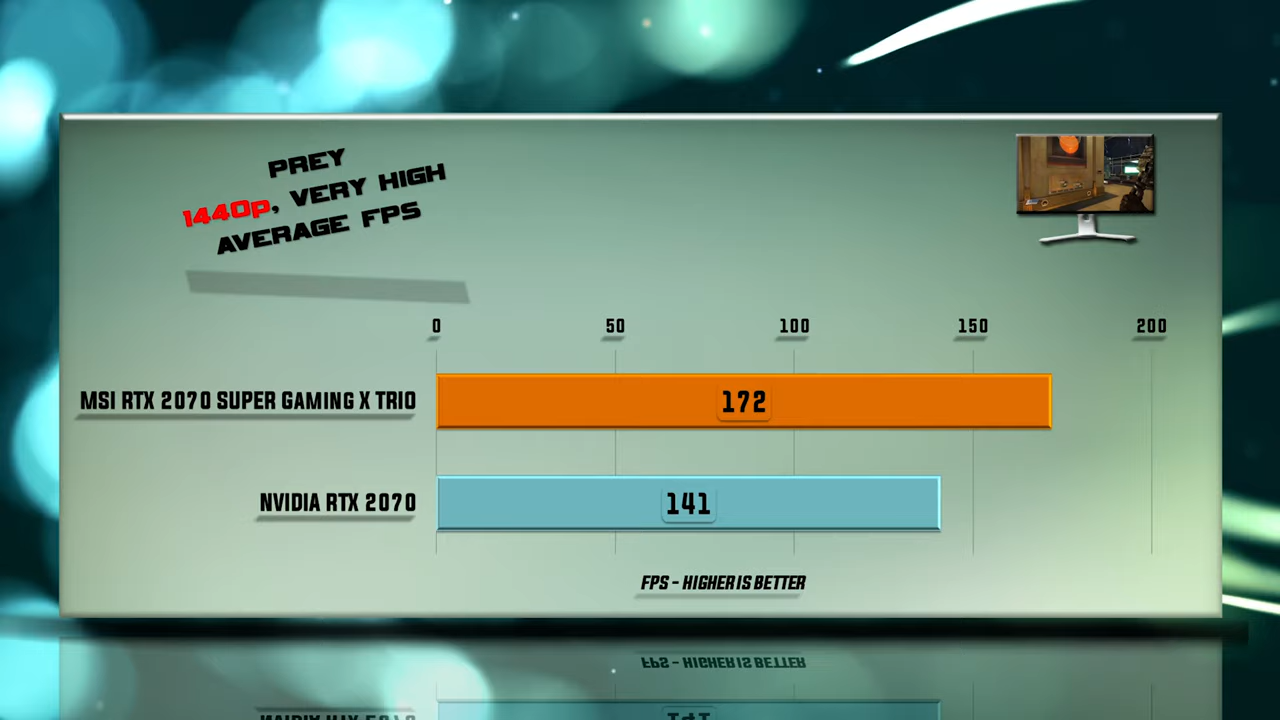 PREY
1440p, VERY HIGH
AVERAGE FPS
0 50 100 150 200
MSI RTX 2070 SUPER GAMING X TRIO 172
NVIDIA RTX 2070 141
FPS - HIGHER IS BETTER